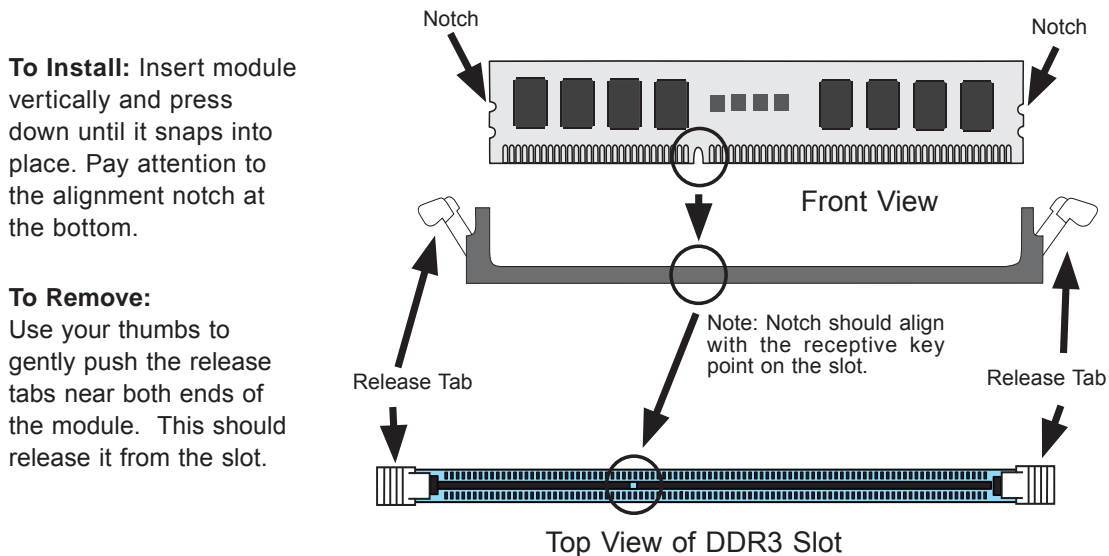 To Install: Insert module
vertically and press
down until it snaps into
place. Pay attention to
the alignment notch at
the bottom.
To Remove:
Use your thumbs to
gently push the release
tabs near both ends of
the module. This should
release it from the slot.
Notch
Notch
Front View
Note: Notch should align
with the receptive key
point on the slot.
Release Tab
Release Tab
Top View of DDR3 Slot